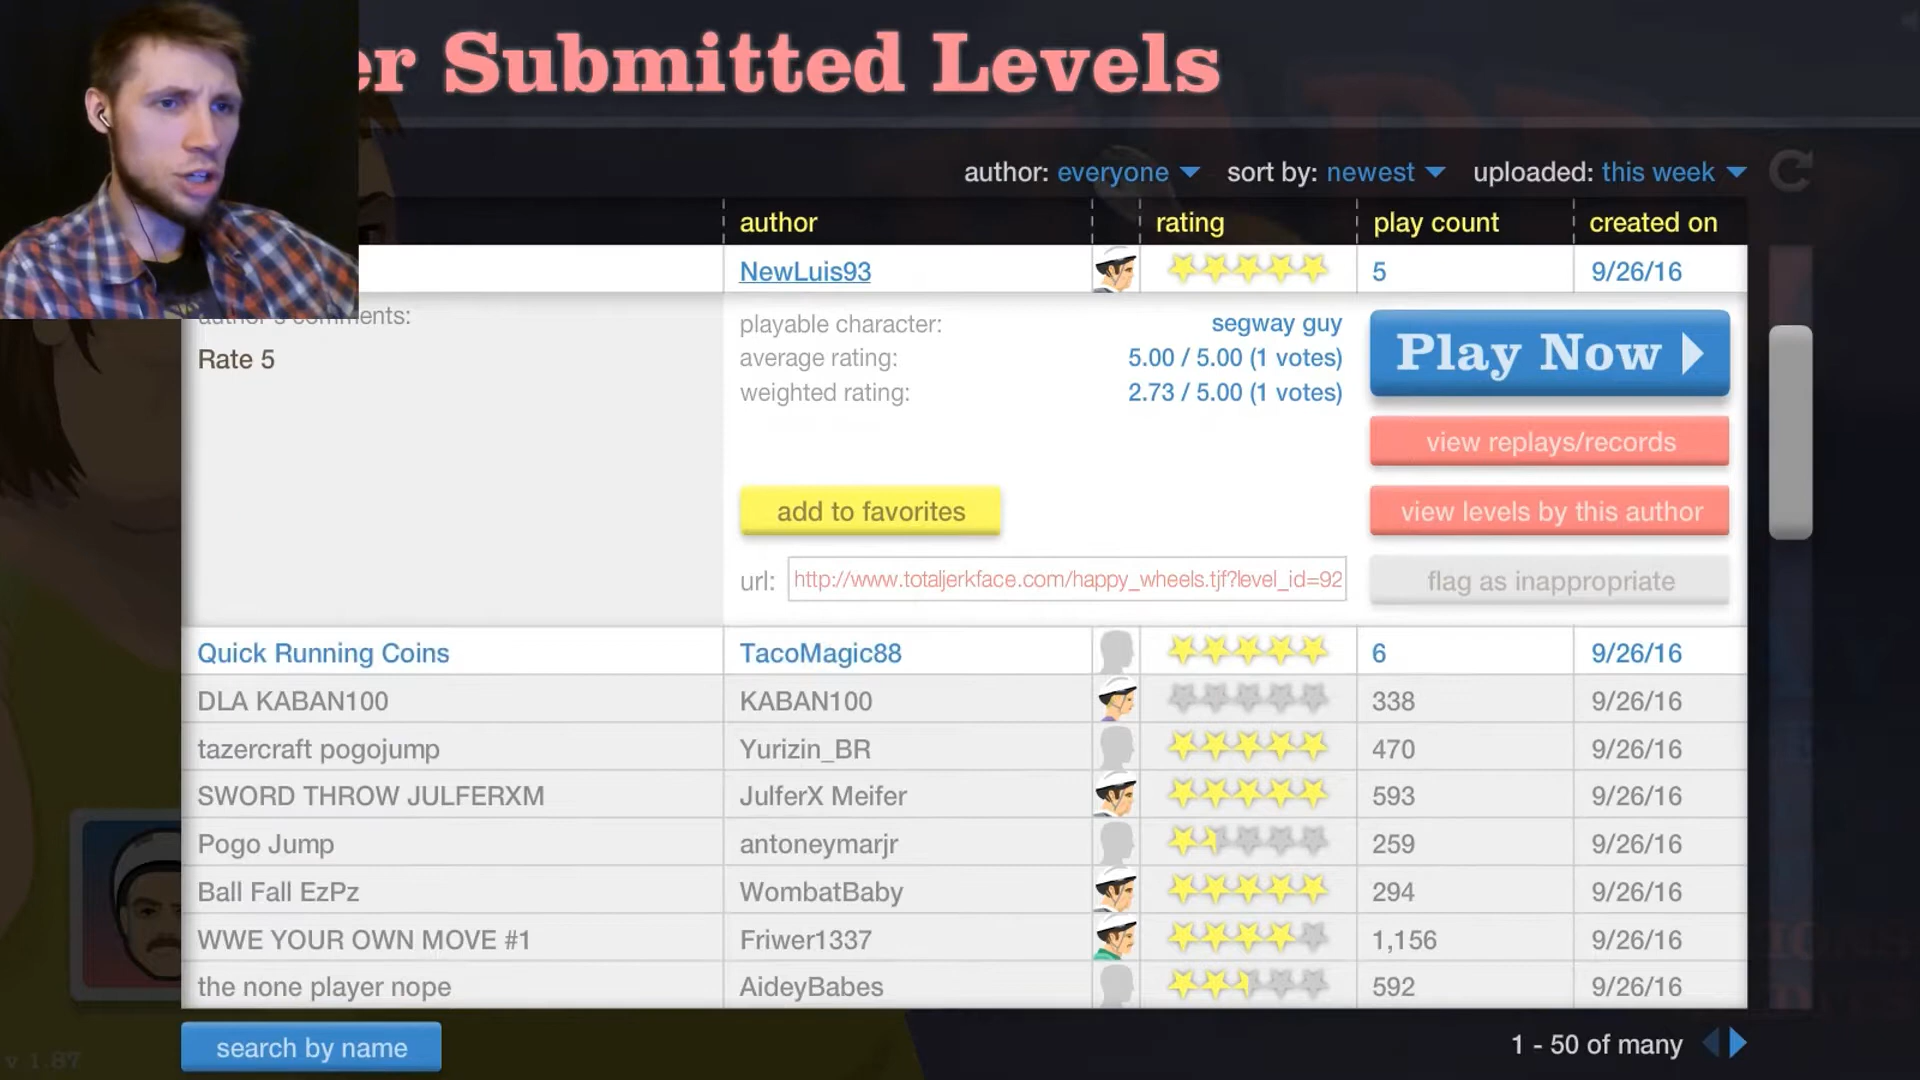 er Submitted Levels
author: everyone sort by: newest uploaded: this week
author rating play count created on
NewLuis93 5 9/26/16
author's comments:
Rate 5
playable character: segway guy
average rating: 5.00 / 5.00 (1 votes)
weighted rating: 2.73 / 5.00 (1 votes)
Play Now
view replays/records
add to favorites
view levels by this author
url: http://www.totaljerkface.com/happy_wheels.tjf?level_id=92
flag as inappropriate
Quick Running Coins TacoMagic88 6 9/26/16
DLA KABAN100 KABAN100 338 9/26/16
tazercraft pogojump Yurizin_BR 470 9/26/16
SWORD THROW JULFERXM JulferX Meifer 593 9/26/16
Pogo Jump antoneymarjr 259 9/26/16
Ball Fall EzPz WombatBaby 294 9/26/16
WWE YOUR OWN MOVE #1 Friwer1337 1,156 9/26/16
the none player nope AideyBabes 592 9/26/16
search by name
1 - 50 of many
v 1.87